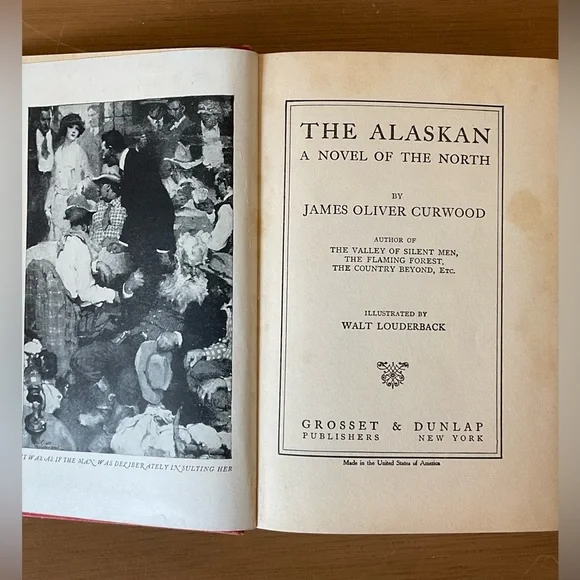 IT WAS AS IF THE MAN WAS DELIBERATELY INSULTING HER
THE ALASKAN
A NOVEL OF THE NORTH
BY
JAMES OLIVER CURWOOD
AUTHOR OF
THE VALLEY OF SILENT MEN,
THE FLAMING FOREST,
THE COUNTRY BEYOND, Etc.
ILLUSTRATED BY
WALT LOUDERBACK
GROSSET & DUNLAP
PUBLISHERS NEW YORK
Made in the United States of America